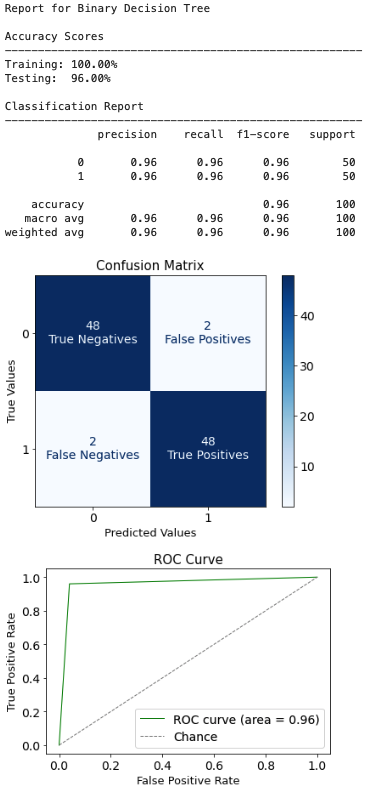 Report for Binary Decision Tree
Accuracy Scores
Training: 100.00%
Testing: 96.00%
Classification Report
precision recall f1-score support
0 0.96 0.96 0.96 50
1 0.96 0.96 0.96 50
accuracy 0.96 100
macro avg 0.96 0.96 0.96 100
weighted avg 0.96 0.96 0.96 100
Confusion Matrix
True Values
0
48
True Negatives
2
False Positives
1
2
False Negatives
48
True Positives
0 1
Predicted Values
40
30
20
10
ROC Curve
True Positive Rate
1.0
0.8
0.6
0.4
0.2
0.0
ROC curve (area = 0.96)
Chance
0.0 0.2 0.4 0.6 0.8 1.0
False Positive Rate